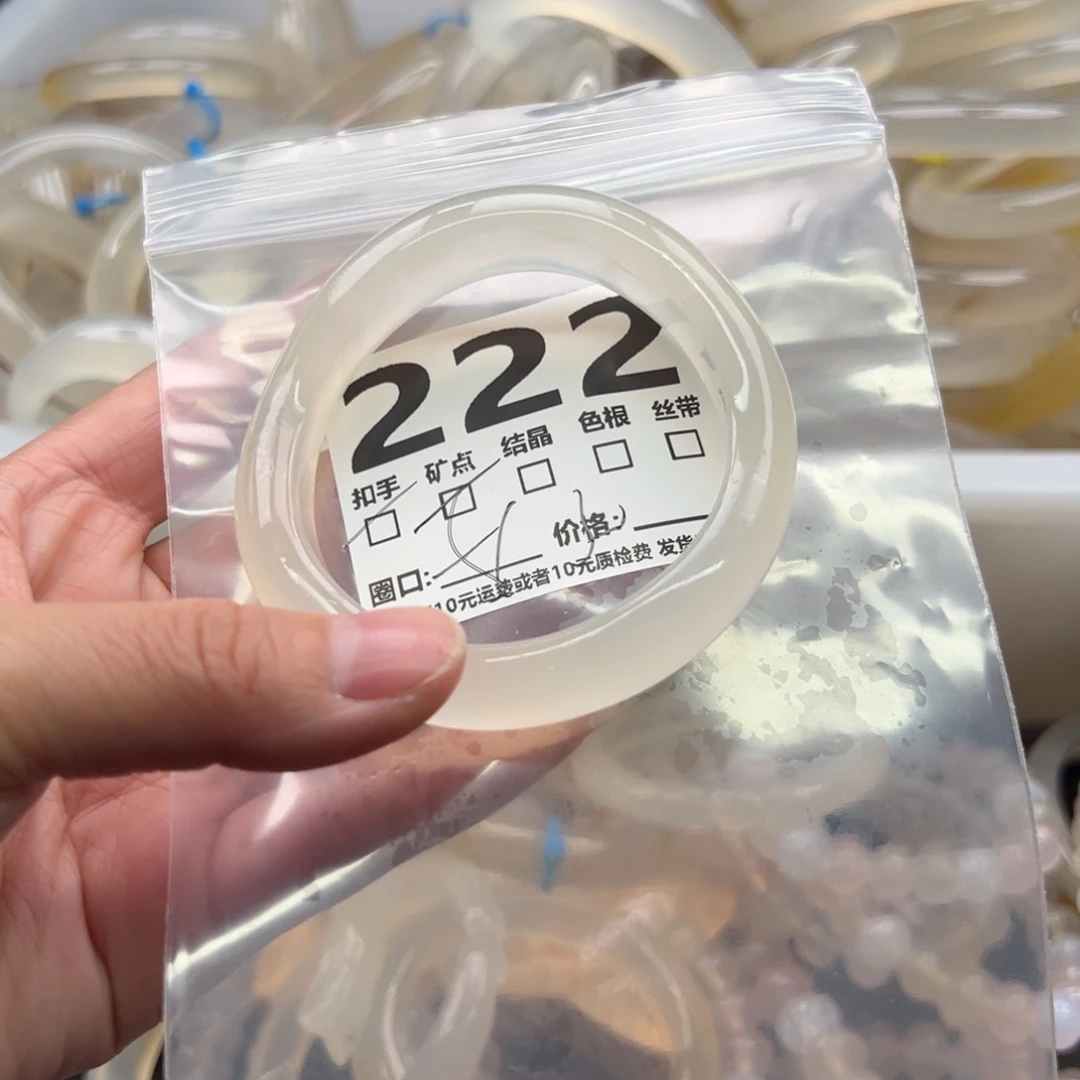 222
扣手 矿点 结晶 色根 丝带
圈口: 价格:
10元运费或者10元质检费 发货